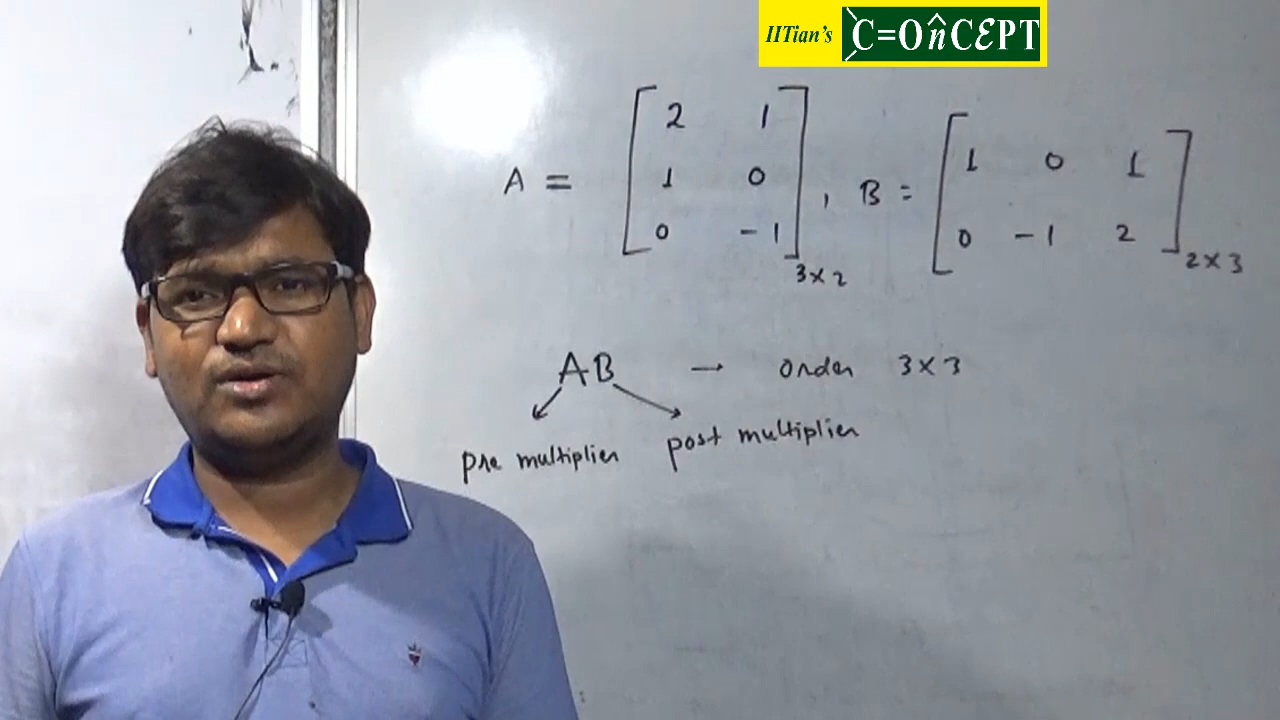 IITian's C=OnCEPT
A = [ 2 1
1 0
0 -1 ] 3×2 , B = [ 1 0 1
0 -1 2 ] 2×3
AB → order 3×3
pre multiplier post multiplier